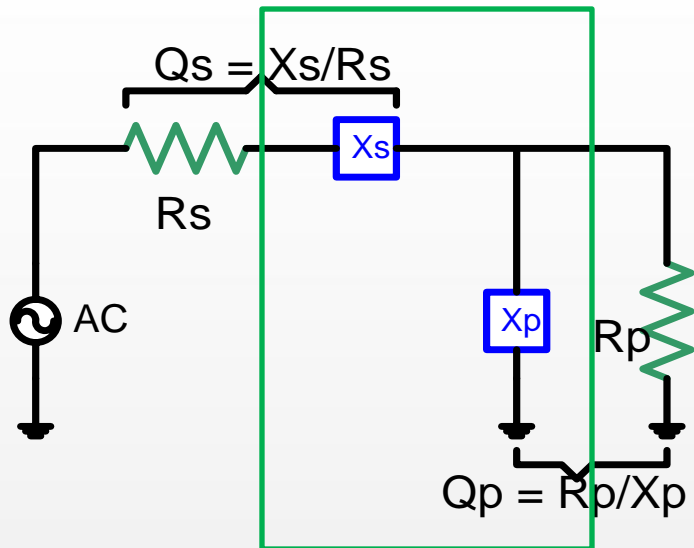 Qs = Xs/Rs
Xs
Rs
AC
Xp
Rp
Qp = Rp/Xp